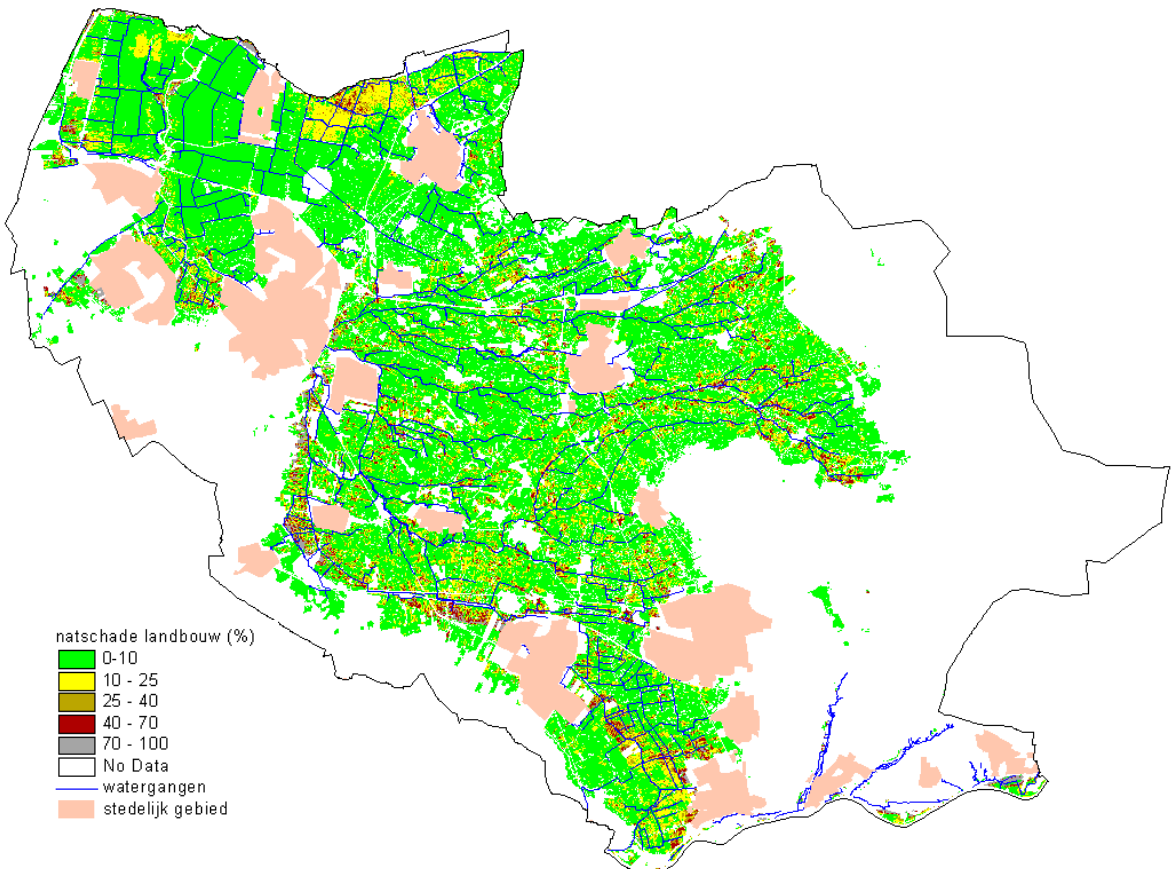 natschade landbouw (%)
0-10
10 - 25
25 - 40
40 - 70
70 - 100
No Data
watergangen
stedelijk gebied